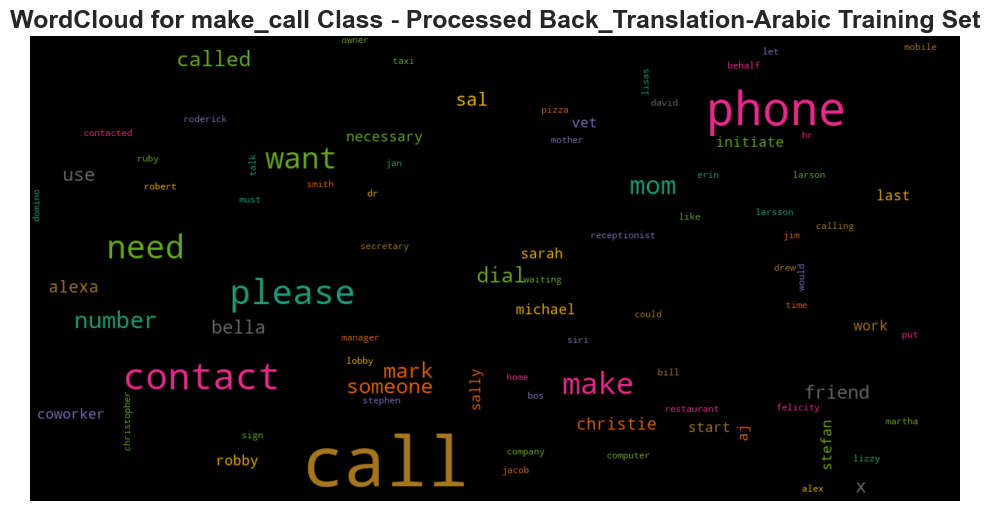 WordCloud for make_call Class - Processed Back_Translation-Arabic Training Set
owner
mobile
let
called
taxi
behalf
lisas
sal
david
phone
pizza
roderick
vet
contacted
necessary
mother
initiate
hr
want
ruby
talk
jan
use
robert
smith
mom
erin
larson
dr
last
must
domino
like
larsson
calling
receptionist
jim
need
secretary
sarah
drew
would
dial
waiting
alexa
please
time
michael
could
number
bella
work
put
manager
siri
lobby
contact
mark
home
make
bill
someone
sally
bos
friend
stephen
coworker
christopher
restaurant
felicity
christie
start
aj
stefan
martha
sign
call
company
computer
robby
lizzy
jacob
alex
x